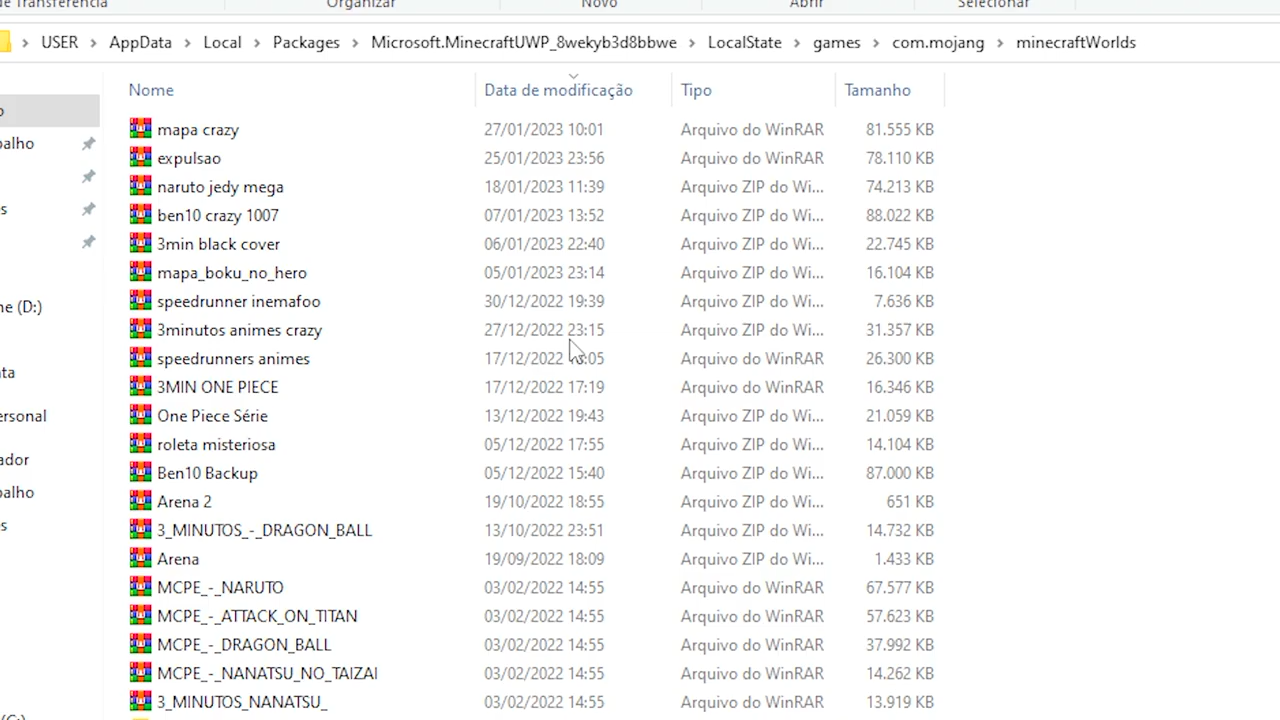 de Transferência Organizar Novo Abrir Selecionar
USER > AppData > Local > Packages > Microsoft.MinecraftUWP_8wekyb3d8bbwe > LocalState > games > com.mojang > minecraftWorlds
Nome Data de modificação Tipo Tamanho
mapa crazy 27/01/2023 10:01 Arquivo do WinRAR 81.555 KB
balho
expulsao 25/01/2023 23:56 Arquivo do WinRAR 78.110 KB
naruto jedy mega 18/01/2023 11:39 Arquivo ZIP do Wi... 74.213 KB
ben10 crazy 1007 07/01/2023 13:52 Arquivo ZIP do Wi... 88.022 KB
3min black cover 06/01/2023 22:40 Arquivo ZIP do Wi... 22.745 KB
mapa_boku_no_hero 05/01/2023 23:14 Arquivo ZIP do Wi... 16.104 KB
ne (D:) speedrunner inemafoo 30/12/2022 19:39 Arquivo ZIP do Wi... 7.636 KB
3minutos animes crazy 27/12/2022 23:15 Arquivo ZIP do Wi... 31.357 KB
speedrunners animes 17/12/2022 :05 Arquivo do WinRAR 26.300 KB
ta
3MIN ONE PIECE 17/12/2022 17:19 Arquivo do WinRAR 16.346 KB
ersonal One Piece Série 13/12/2022 19:43 Arquivo ZIP do Wi... 21.059 KB
roleta misteriosa 05/12/2022 17:55 Arquivo ZIP do Wi... 14.104 KB
ador
Ben10 Backup 05/12/2022 15:40 Arquivo ZIP do Wi... 87.000 KB
balho
Arena 2 19/10/2022 18:55 Arquivo ZIP do Wi... 651 KB
3_MINUTOS_-_DRAGON_BALL 13/10/2022 23:51 Arquivo ZIP do Wi... 14.732 KB
Arena 19/09/2022 18:09 Arquivo ZIP do Wi... 1.433 KB
MCPE_-_NARUTO 03/02/2022 14:55 Arquivo do WinRAR 67.577 KB
MCPE_-_ATTACK_ON_TITAN 03/02/2022 14:55 Arquivo do WinRAR 57.623 KB
MCPE_-_DRAGON_BALL 03/02/2022 14:55 Arquivo do WinRAR 37.992 KB
MCPE_-_NANATSU_NO_TAIZAI 03/02/2022 14:55 Arquivo do WinRAR 14.262 KB
3_MINUTOS_NANATSU_ 03/02/2022 14:55 Arquivo do WinRAR 13.919 KB